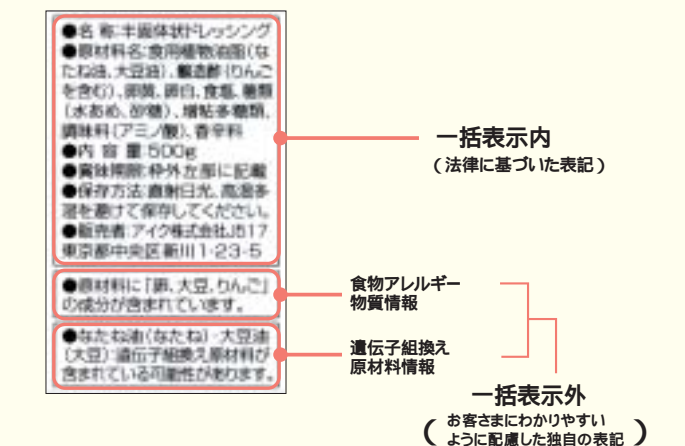 ●名 称:半固体状ドレッシング
●原材料名:食用植物油脂(な
たね油、大豆油)、醸造酢(りんご
を含む)、卵黄、卵白、食塩、糖類
(水あめ、砂糖)、増粘多糖類、
調味料(アミノ酸)、香辛料
●内 容 量:500g
●賞味期限:枠外左部に記載
●保存方法:直射日光、高温多
湿を避けて保存してください。
●販売者:アイク株式会社J517
東京都中央区新川1-23-5
●原材料に「卵、大豆、りんご」
の成分が含まれています。
●なたね油(なたね)・大豆油
(大豆):遺伝子組換え原材料が
含まれている可能性があります。
一括表示内
(法律に基づいた表記)
食物アレルギー
物質情報
遺伝子組換え
原材料情報
一括表示外
(お客さまにわかりやすい
ように配慮した独自の表記)